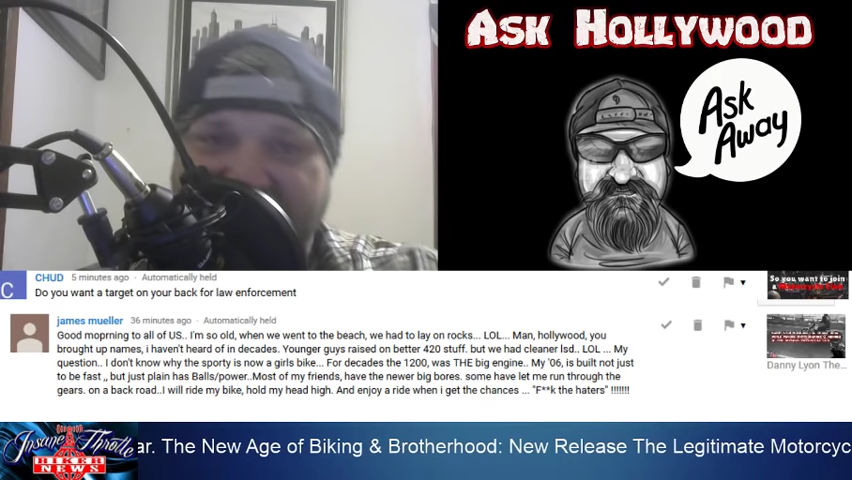 ASK HOLLYWOOD
Ask
Away
CHUD 5 minutes ago · Automatically held
C
Do you want a target on your back for law enforcement
So you want to join
james mueller 36 minutes ago · Automatically held
Good moprning to all of US.. I'm so old, when we went to the beach, we had to lay on rocks... LOL... Man, hollywood, you
brought up names, i haven't heard of in decades. Younger guys raised on better 420 stuff. but we had cleaner lsd.. LOL ... My
question.. I don't know why the sporty is now a girls bike... For decades the 1200, was THE big engine.. My '06, is built not just
to be fast ,, but just plain has Balls/power..Most of my friends, have the newer big bores. some have let me run through the
gears. on a back road..I will ride my bike, hold my head high. And enjoy a ride when i get the chances ... "F**k the haters" !!!!!!!
Danny Lyon The...
Insane Throttle
BIKER
NEWS
ar. The New Age of Biking & Brotherhood: New Release The Legitimate Motorcyc